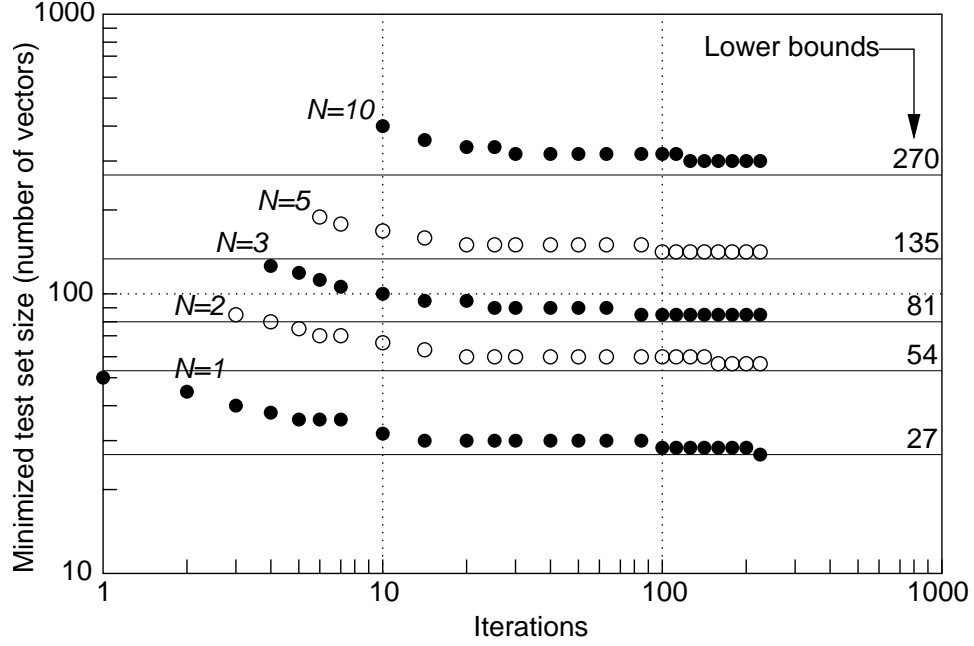 1000
Lower bounds
N=10
270
N=5
N=3
135
100
N=2
81
54
N=1
27
10
1
10
100
1000
Iterations
Minimized test set size (number of vectors)